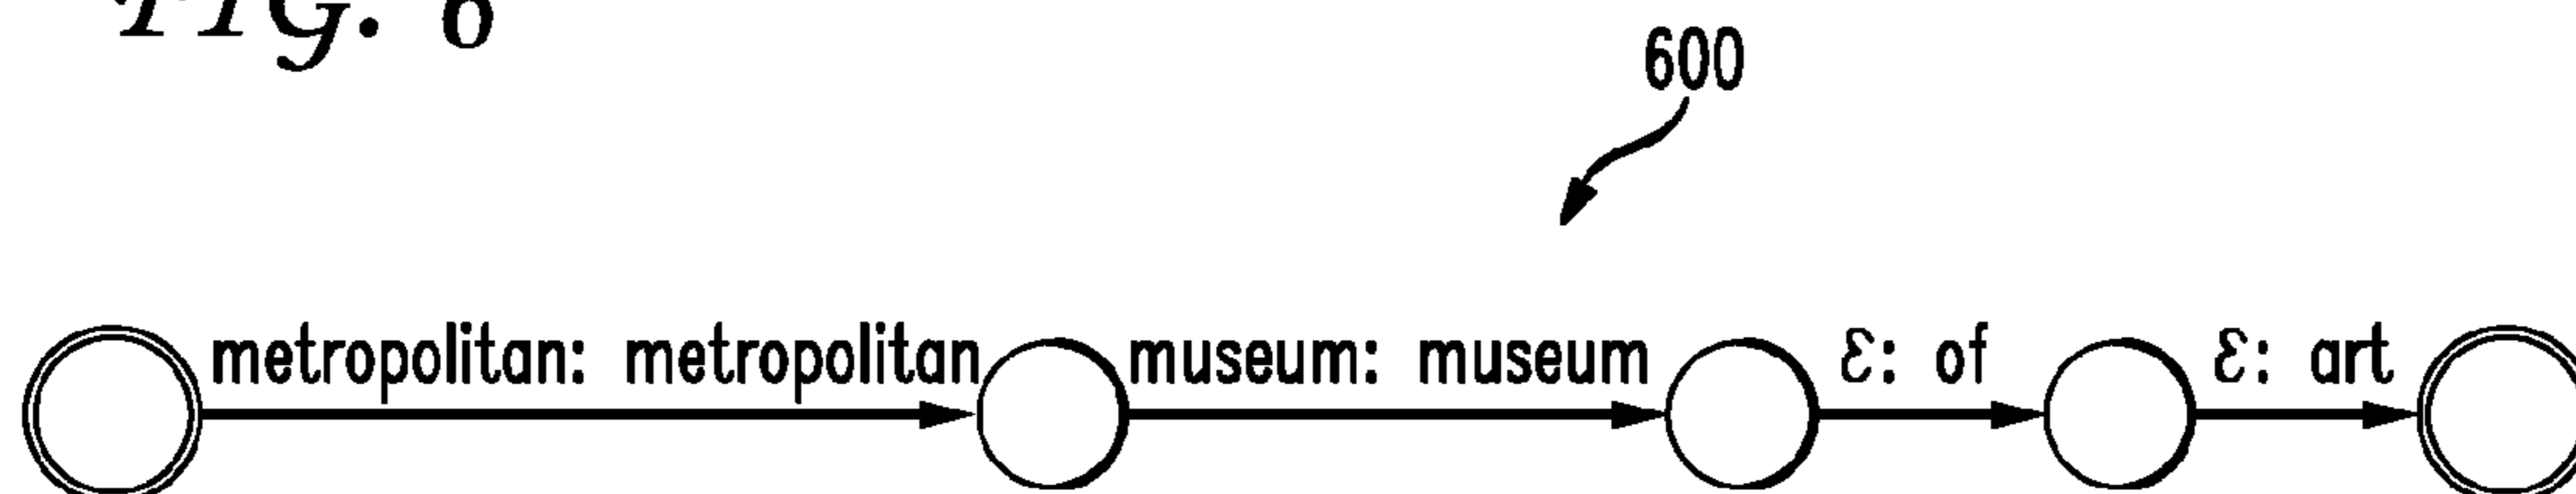 FIG. 6
600
metropolitan: metropolitan museum: museum ε: of ε: art